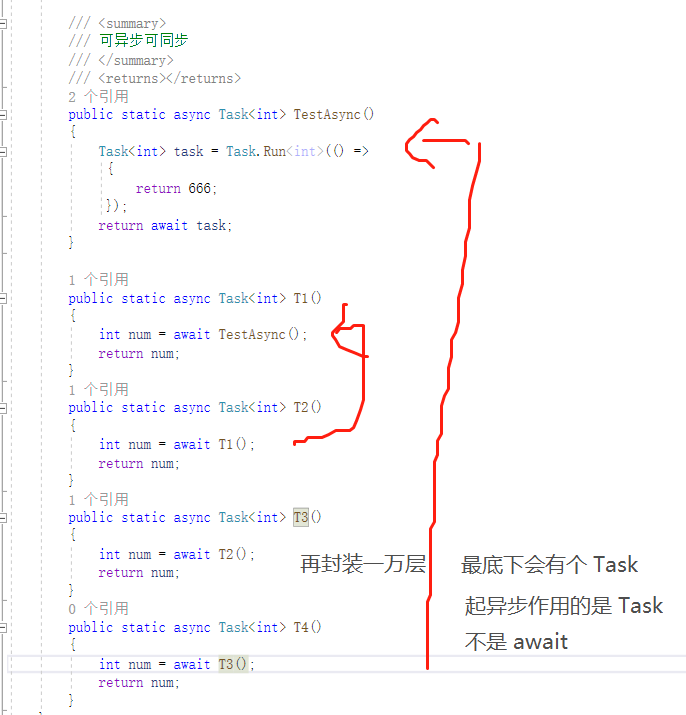 /// <summary>
/// 可异步可同步
/// </summary>
/// <returns></returns>
2 个引用
public static async Task<int> TestAsync()
{
Task<int> task = Task.Run<int>(() =>
{
return 666;
});
return await task;
}
1 个引用
public static async Task<int> T1()
{
int num = await TestAsync();
return num;
}
1 个引用
public static async Task<int> T2()
{
int num = await T1();
return num;
}
1 个引用
public static async Task<int> T3()
{
int num = await T2();
return num;
}
再封装一万层
最底下会有个 Task
起异步作用的是 Task
不是 await
0 个引用
public static async Task<int> T4()
{
int num = await T3();
return num;
}